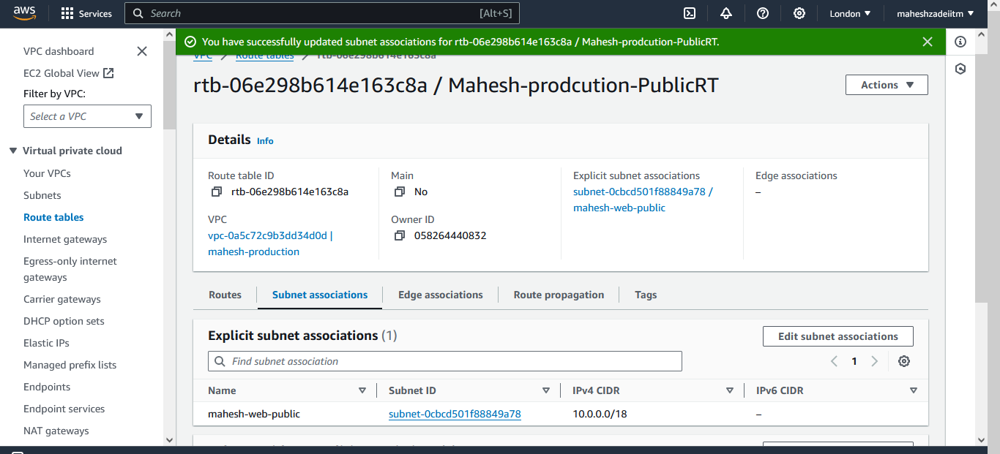 aws
Services
Search
[Alt+S]
London
maheshzadeiitm
You have successfully updated subnet associations for rtb-06e298b614e163c8a / Mahesh-prodcution-PublicRT.
VPC dashboard
EC2 Global View
Filter by VPC:
Select a VPC
Virtual private cloud
Your VPCs
Subnets
Route tables
Internet gateways
Egress-only internet
gateways
Carrier gateways
DHCP option sets
Elastic IPs
Managed prefix lists
Endpoints
Endpoint services
NAT gateways
VPC
Route tables
rtb-06e298b614e163c8a
rtb-06e298b614e163c8a / Mahesh-prodcution-PublicRT
Actions
Details Info
Route table ID
rtb-06e298b614e163c8a
Main
No
Explicit subnet associations
subnet-0cbcd501f88849a78 /
mahesh-web-public
Edge associations
–
VPC
vpc-0a5c72c9b3dd34d0d |
mahesh-production
Owner ID
058264440832
Routes
Subnet associations
Edge associations
Route propagation
Tags
Explicit subnet associations (1)
Edit subnet associations
Find subnet association
1
Name
Subnet ID
IPv4 CIDR
IPv6 CIDR
mahesh-web-public
subnet-0cbcd501f88849a78
10.0.0.0/18
–